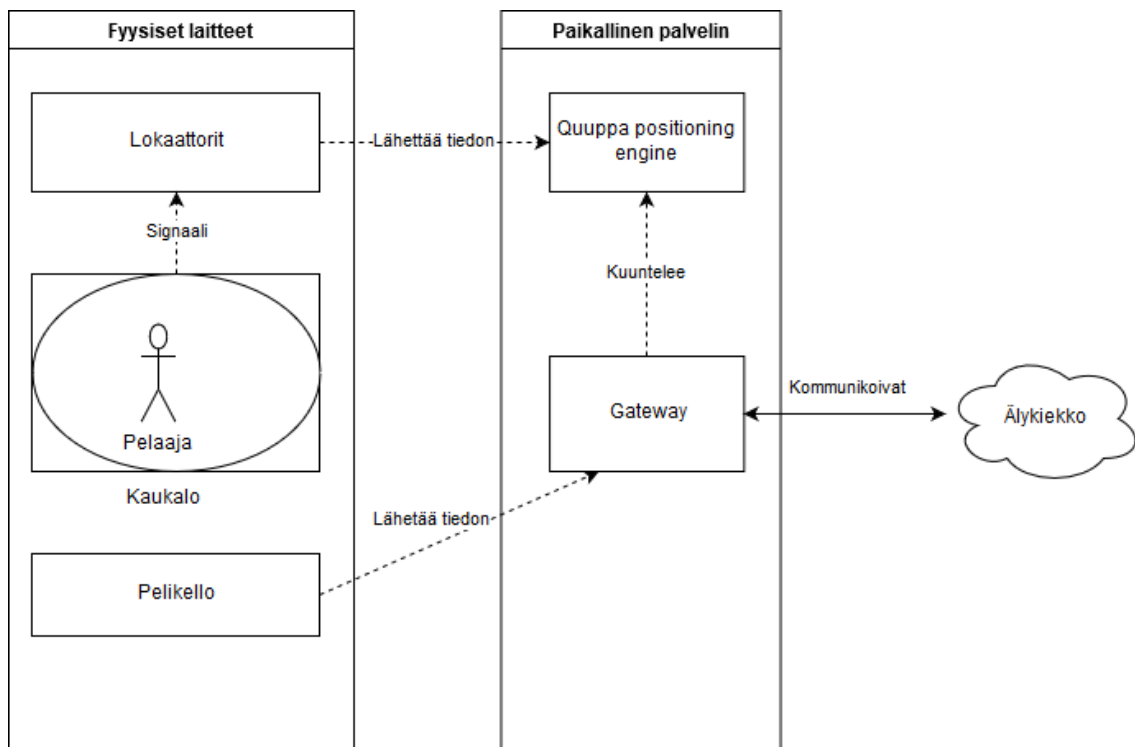 Fyysiset laitteet
Paikallinen palvelin
Lokaattorit
Lähettää tiedon
Quuppa positioning
engine
Signaali
Kuuntelee
Pelaaja
Kaukalo
Gateway
Kommunikoivat
Älykiekko
Lähetää tiedon
Pelikello